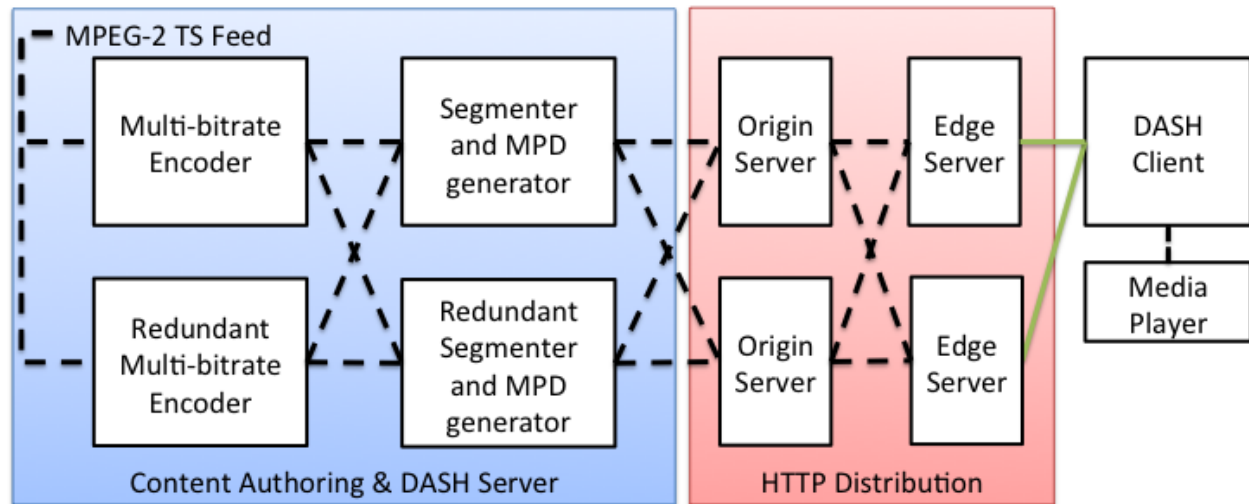 MPEG-2 TS Feed
Multi-bitrate
Encoder
Segmenter
and MPD
generator
Origin
Server
Edge
Server
DASH
Client
Redundant
Multi-bitrate
Encoder
Redundant
Segmenter
and MPD
generator
Origin
Server
Edge
Server
Media
Player
Content Authoring & DASH Server
HTTP Distribution